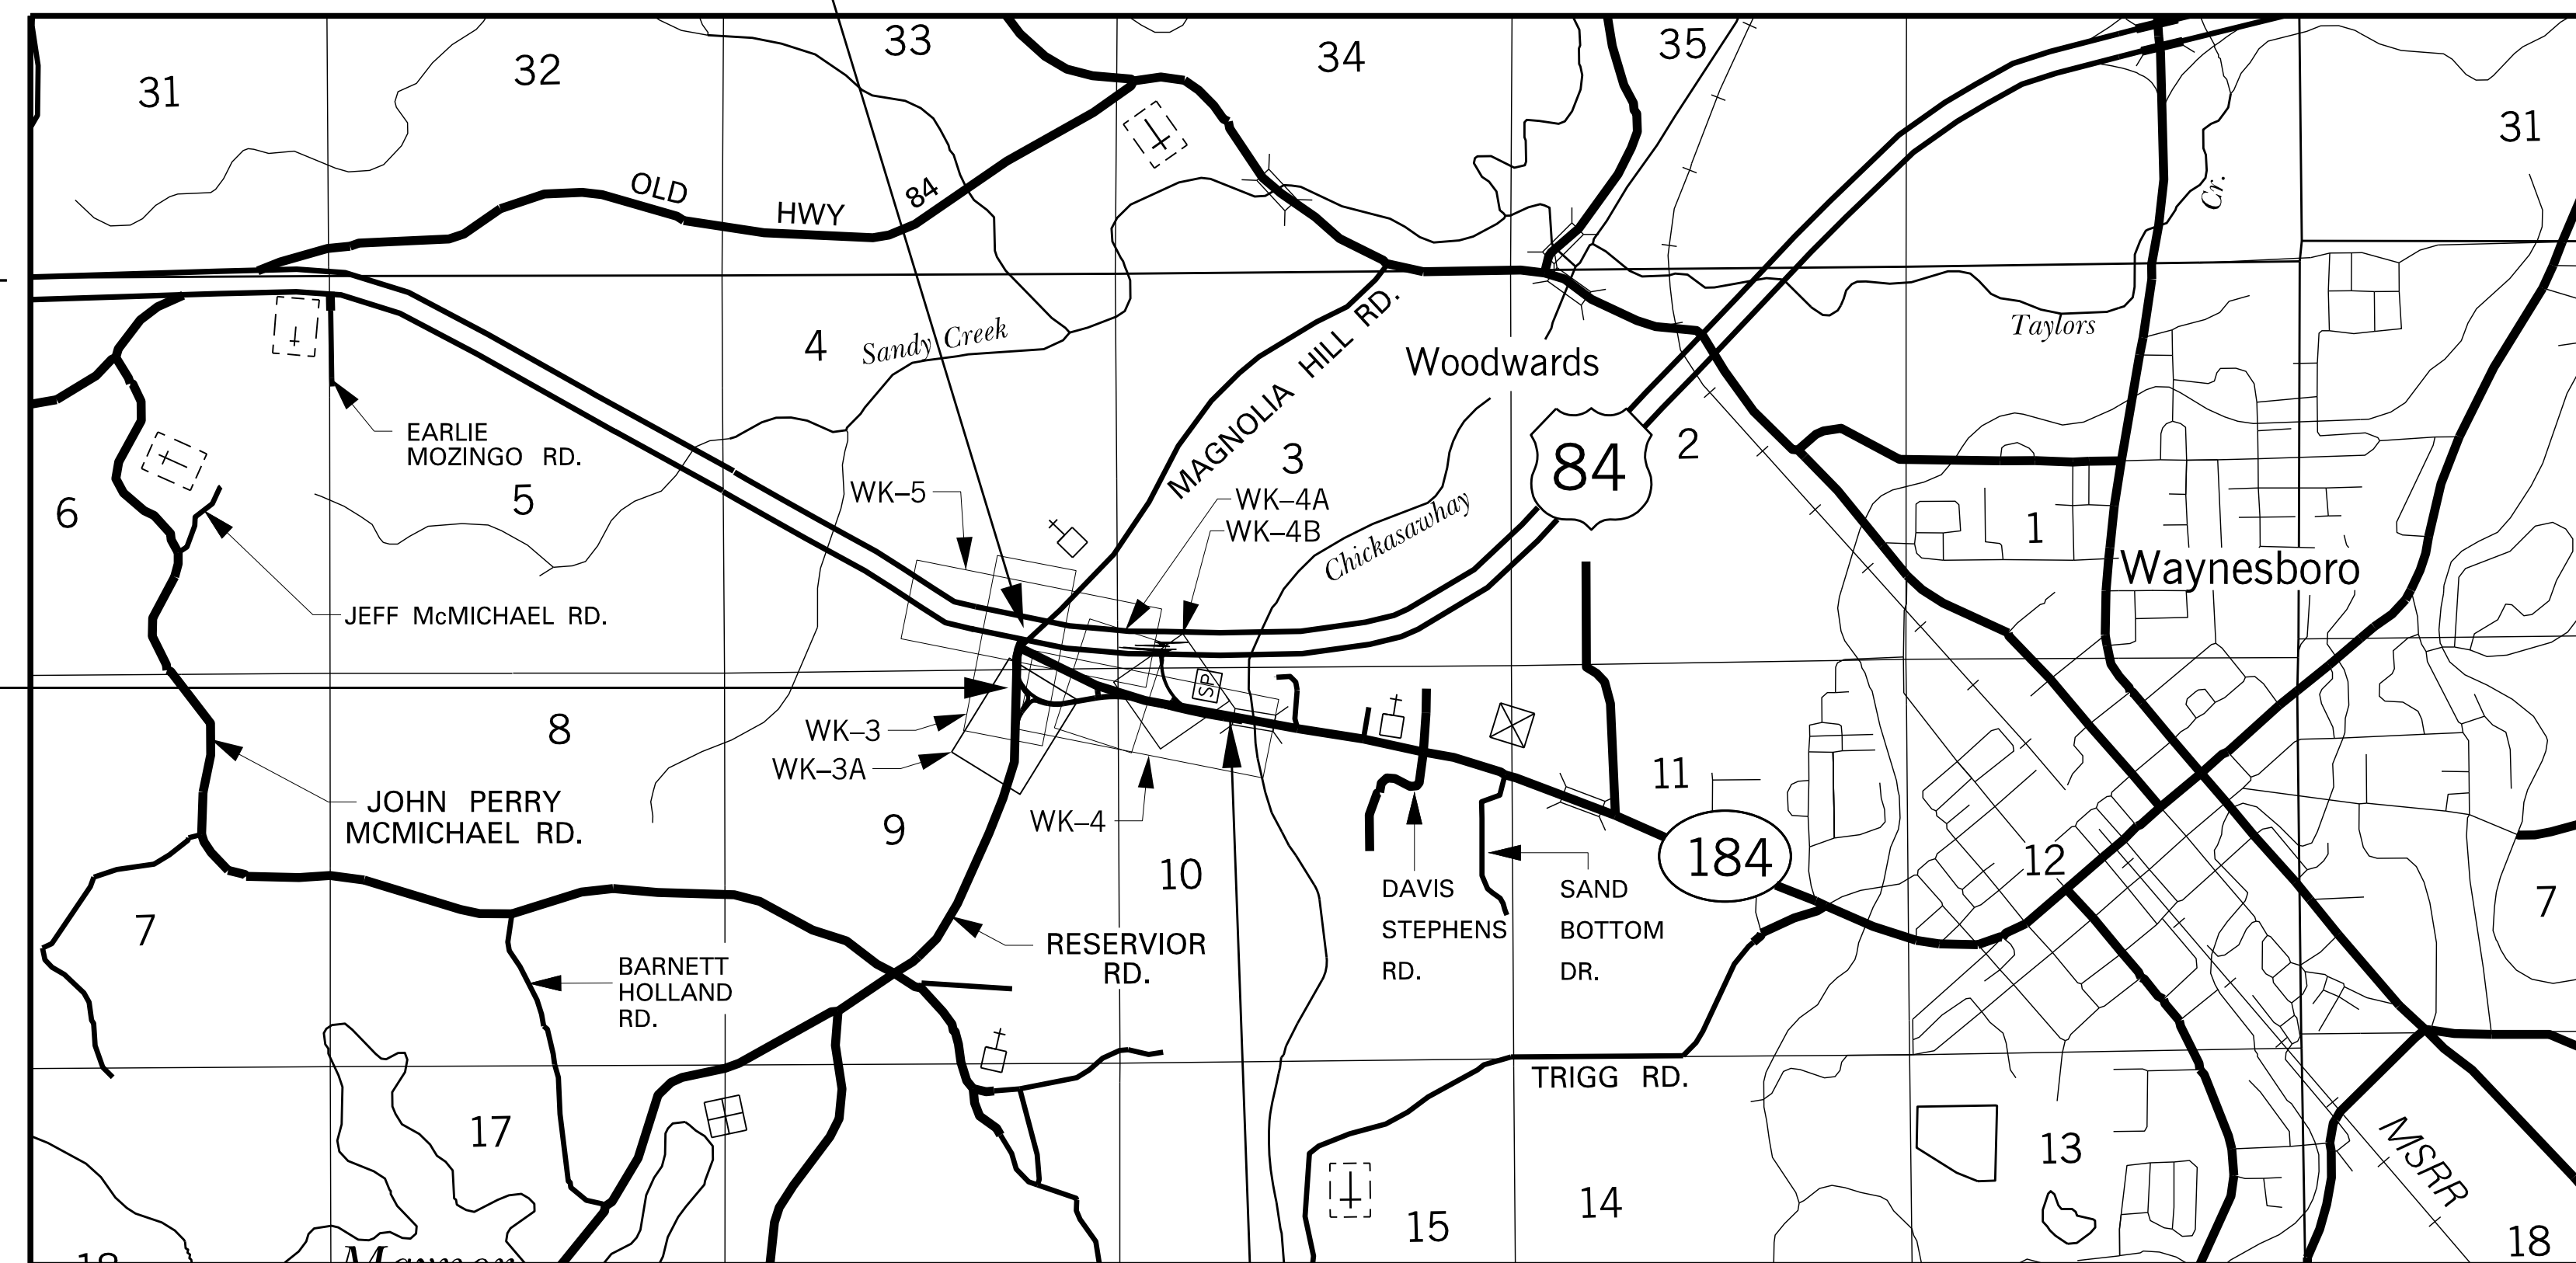 33
35
34
32
31
31
OLD HWY 84
Cr.
MAGNOLIA HILL RD.
Taylors
4
Sandy Creek
Woodwards
EARLIE
MOZINGO RD.
3
84
2
WK-5
WK-4A
6
5
WK-4B
Chickasawhay
1
Waynesboro
JEFF McMICHAEL RD.
SP
8
WK-3
WK-3A
11
JOHN PERRY
MCMICHAEL RD.
9
WK-4
184
12
10
DAVIS
STEPHENS
RD.
SAND
BOTTOM
DR.
7
7
RESERVIOR
RD.
BARNETT
HOLLAND
RD.
TRIGG RD.
17
13
MSRR
14
15
18
18